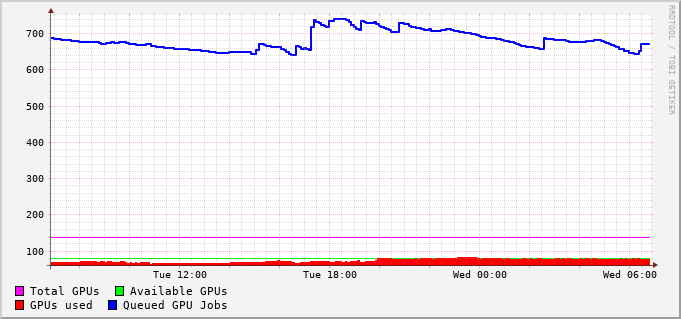 RRDTOOL / TOBI OETIKER
700
600
500
400
300
200
100
Tue 12:00 Tue 18:00 Wed 00:00 Wed 06:00
Total GPUs Available GPUs
GPUs used Queued GPU Jobs